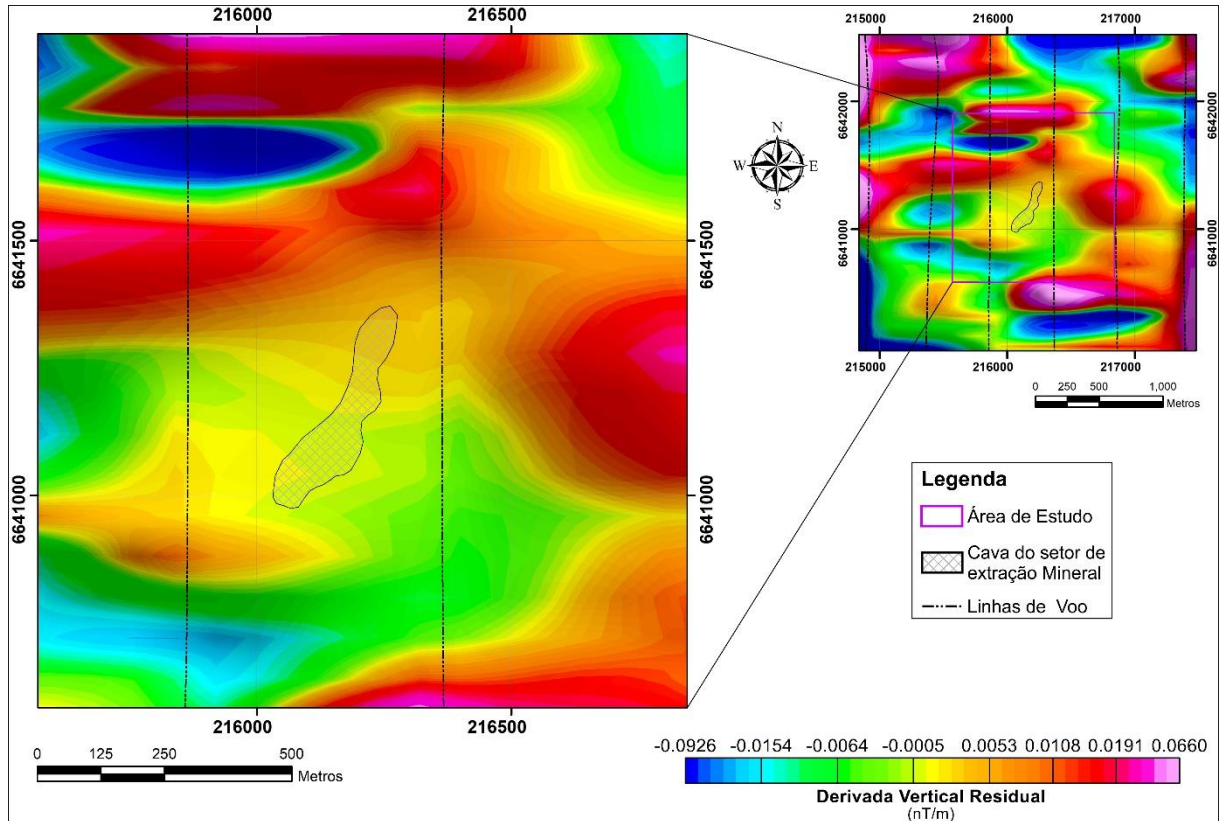 216000
216500
6641500
6641000
6641500
6641000
216000
216500
0
125
250
500
Metros
N
W
E
S
215000
216000
217000
6642000
6641000
6642000
6641000
215000
216000
217000
0
250
500
1,000
Metros
Legenda
Área de Estudo
Cava do setor de
extração Mineral
Linhas de Voo
-0.0926 -0.0154 -0.0064 -0.0005 0.0053 0.0108 0.0191 0.0660
Derivada Vertical Residual
(nT/m)